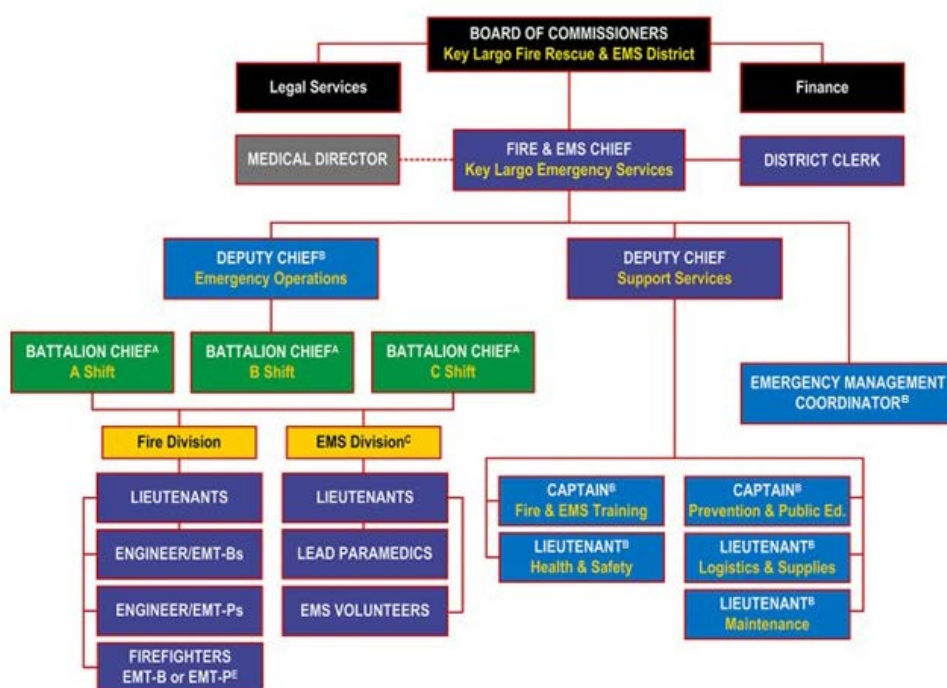 BOARD OF COMMISSIONERS
Key Largo Fire Rescue & EMS District
Legal Services
Finance
MEDICAL DIRECTOR
FIRE & EMS CHIEF
Key Largo Emergency Services
DISTRICT CLERK
DEPUTY CHIEFᴮ
Emergency Operations
DEPUTY CHIEF
Support Services
BATTALION CHIEFᴬ
A Shift
BATTALION CHIEFᴬ
B Shift
BATTALION CHIEFᴬ
C Shift
EMERGENCY MANAGEMENT
COORDINATORᴮ
Fire Division
EMS Divisionᶜ
LIEUTENANTS
ENGINEER/EMT-Bs
ENGINEER/EMT-Ps
FIREFIGHTERS
EMT-B or EMT-Pᴱ
LIEUTENANTS
LEAD PARAMEDICS
EMS VOLUNTEERS
CAPTAINᴮ
Fire & EMS Training
LIEUTENANTᴮ
Health & Safety
CAPTAINᴮ
Prevention & Public Ed.
LIEUTENANTᴮ
Logistics & Supplies
LIEUTENANTᴮ
Maintenance